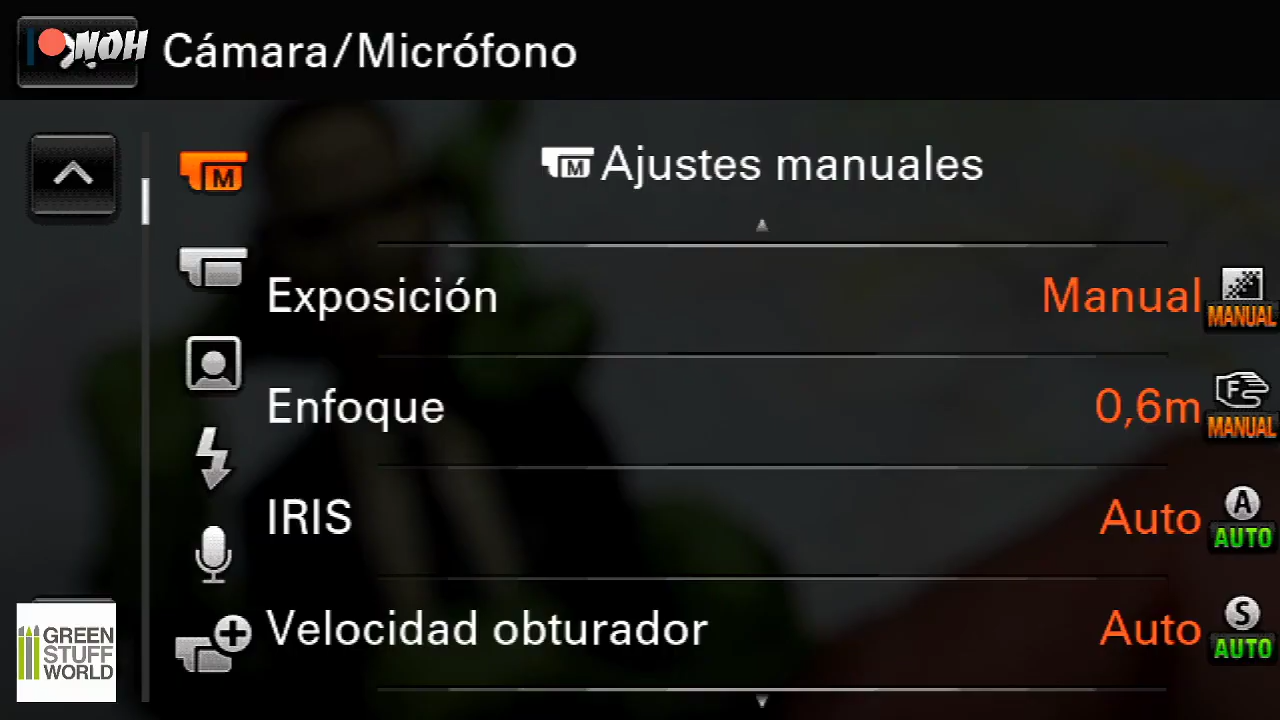 Cámara/Micrófono
M
M Ajustes manuales
Exposición Manual MANUAL
Enfoque 0,6m F MANUAL
IRIS Auto A AUTO
Velocidad obturador Auto S AUTO
GREEN
STUFF
WORLD